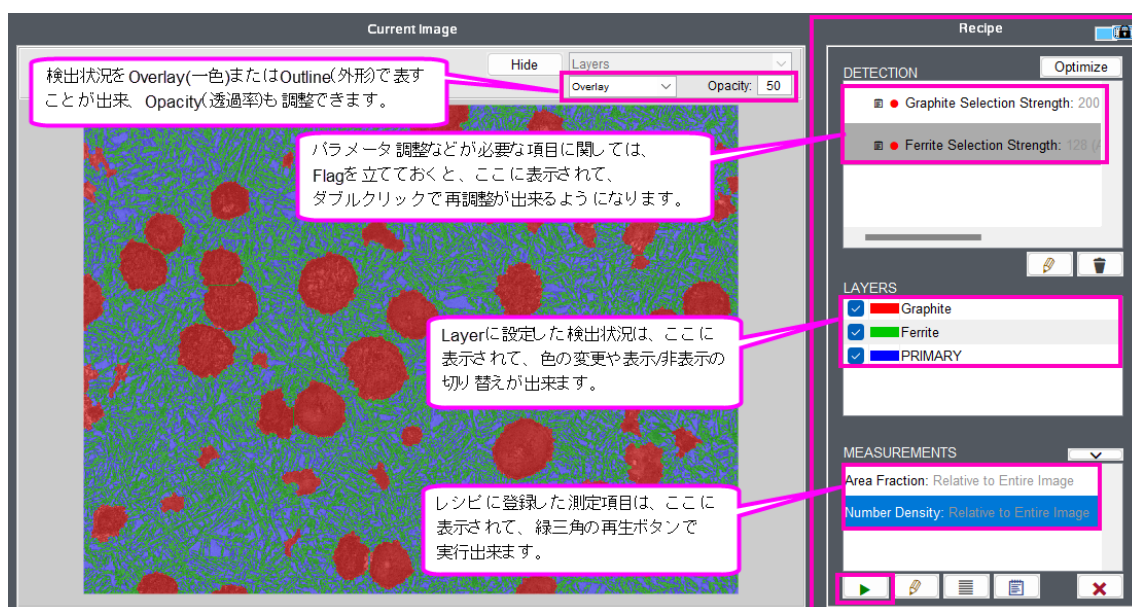 Current Image
Recipe
Hide
Layers
Overlay
Opacity:
50
検出状況をOverlay(一色)またはOutline(外形)で表す
ことが出来、Opacity(透過率)も調整できます。
DETECTION
Optimize
Graphite Selection Strength: 200
Ferrite Selection Strength: 128 (A
パラメータ調整などが必要な項目に関しては、
Flagを立てておくと、ここに表示されて、
ダブルクリックで再調整が出来るようになります。
LAYERS
Graphite
Ferrite
PRIMARY
Layerに設定した検出状況は、ここに
表示されて、色の変更や表示/非表示の
切り替えが出来ます。
MEASUREMENTS
Area Fraction: Relative to Entire Image
Number Density: Relative to Entire Image
レシピに登録した測定項目は、ここに
表示されて、緑三角の再生ボタンで
実行出来ます。